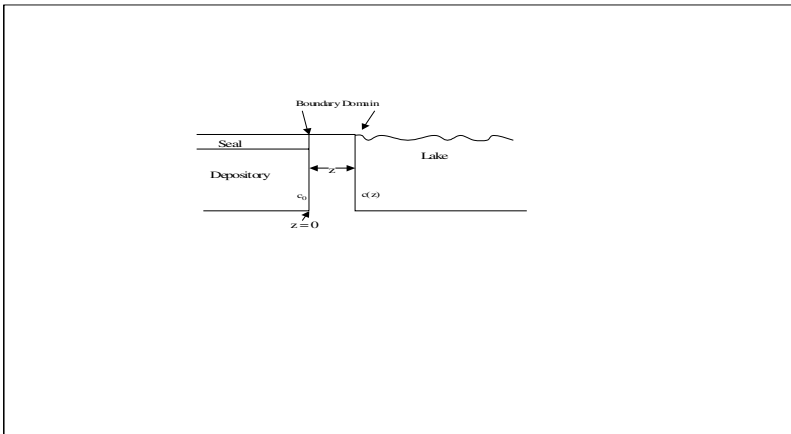 Boundary Domain
Seal
Lake
z
Depository
c₀
c(z)
z=0